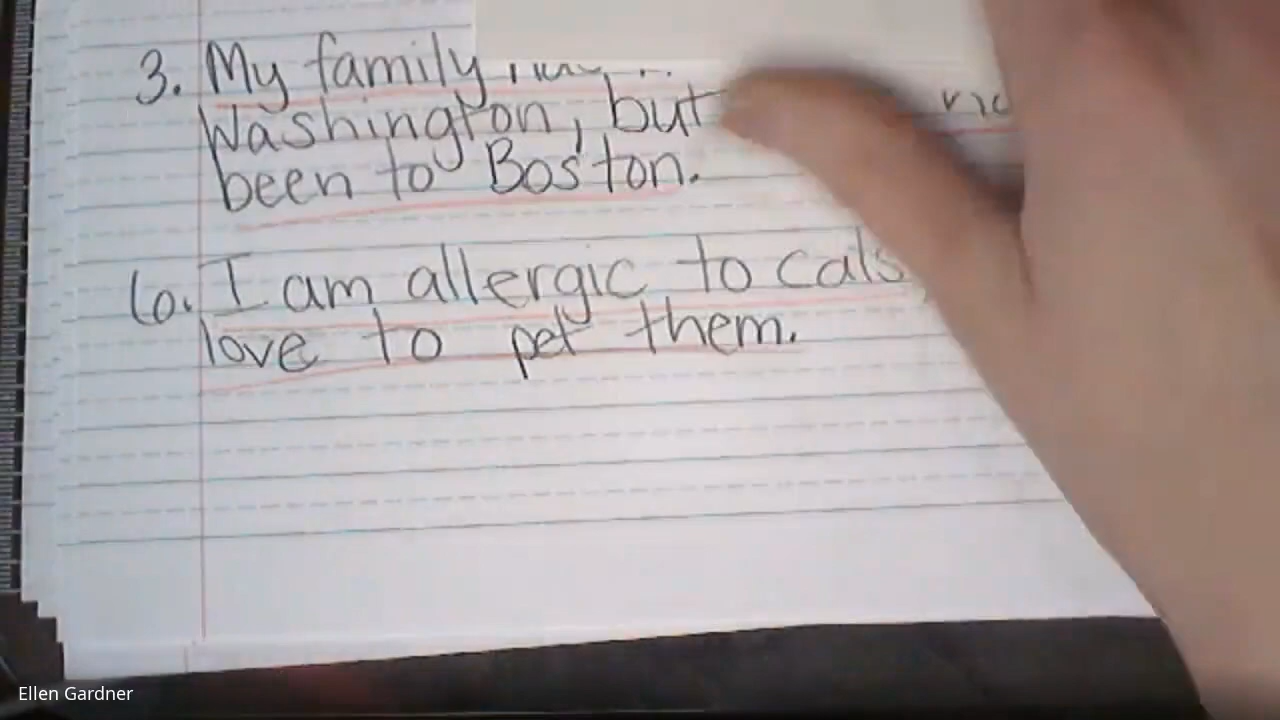 3. My family
Washington, but
been to Boston.
6. I am allergic to cats,
love to pet them.
Ellen Gardner